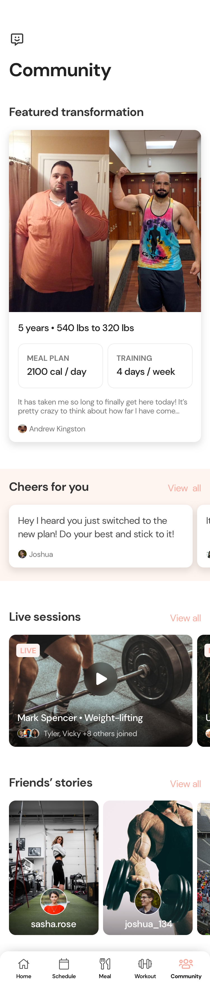 Community
Featured transformation
GOLD'S
GYM
5 years • 540 lbs to 320 lbs
MEAL PLAN
2100 cal / day
TRAINING
4 days / week
It has taken me so long to finally get here today! It’s
pretty crazy to think about how far I have come...
Andrew Kingston
Cheers for you
View  all
Hey I heard you just switched to the
new plan! Do your best and stick to it!
Joshua
Live sessions
View all
LIVE
Mark Spencer • Weight-lifting
Tyler, Vicky +8 others joined
Friends’ stories
View all
sasha.rose
joshua_134
Home
Schedule
Meal
Workout
Community